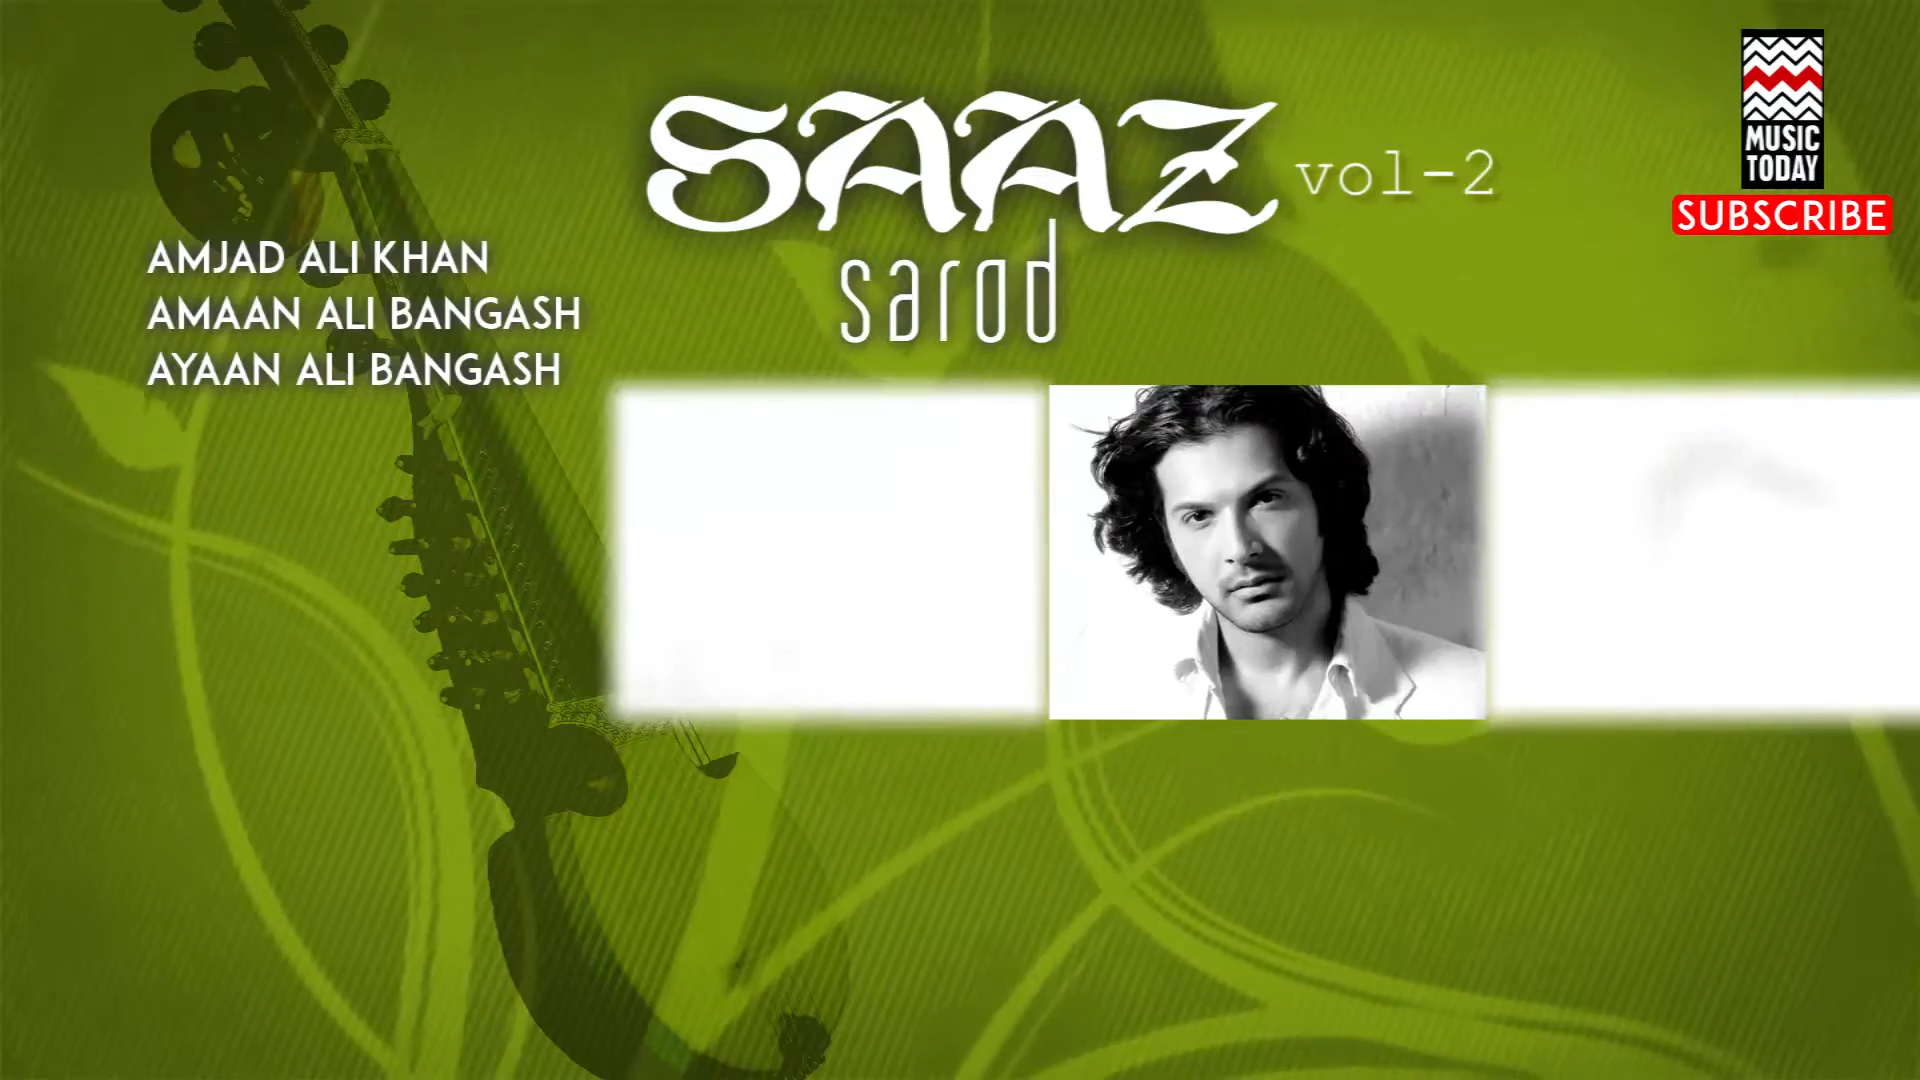 SAAZ vol-2
sarod
MUSIC
TODAY
SUBSCRIBE
AMJAD ALI KHAN
AMAAN ALI BANGASH
AYAAN ALI BANGASH